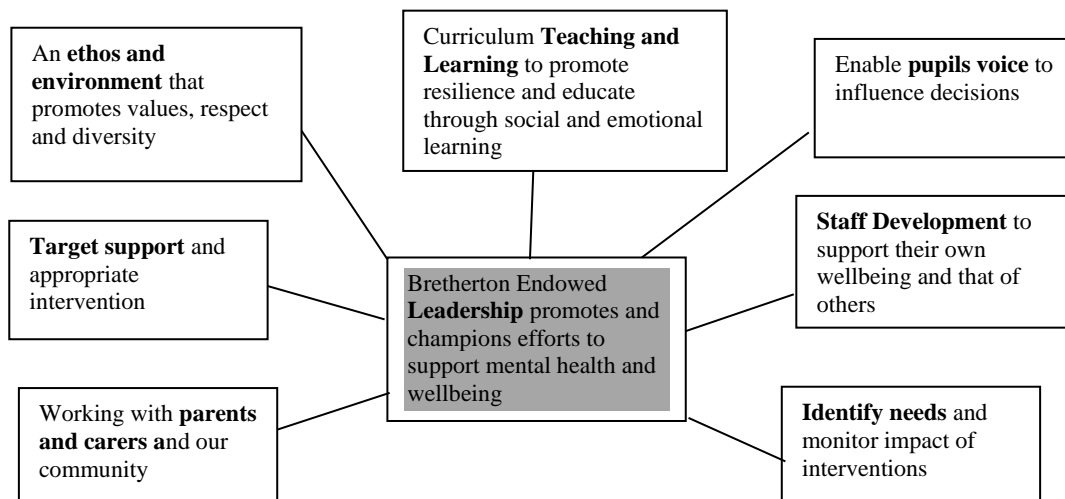 An ethos and
environment that
promotes values, respect
and diversity
Curriculum Teaching and
Learning to promote
resilience and educate
through social and emotional
learning
Enable pupils voice to
influence decisions
Target support and
appropriate
intervention
Bretherton Endowed
Leadership promotes and
champions efforts to
support mental health and
wellbeing
Staff Development to
support their own
wellbeing and that of
others
Working with parents
and carers and our
community
Identify needs and
monitor impact of
interventions